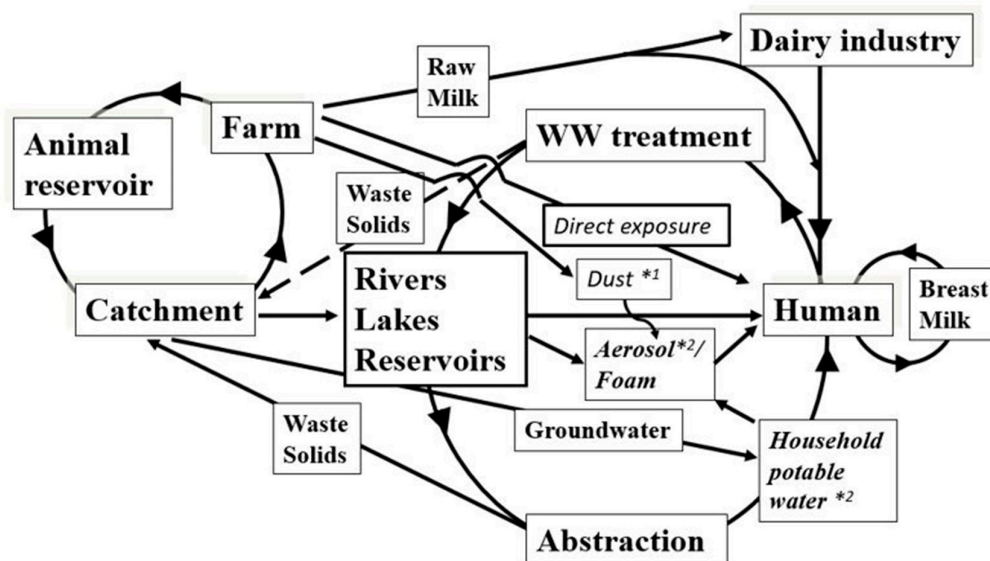 Dairy industry
Raw
Milk
Farm
WW treatment
Animal
reservoir
Waste
Solids
Direct exposure
Dust *1
Rivers
Lakes
Reservoirs
Catchment
Human
Breast
Milk
Aerosol*2/
Foam
Waste
Solids
Groundwater
Household
potable
water *2
Abstraction